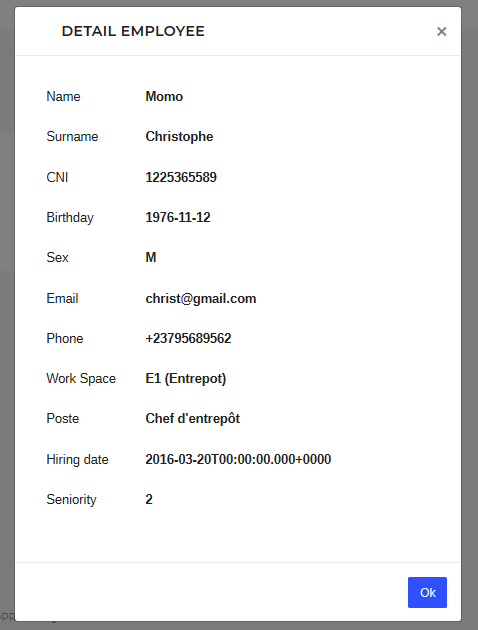 DETAIL EMPLOYEE ×
Name Momo
Surname Christophe
CNI 1225365589
Birthday 1976-11-12
Sex M
Email christ@gmail.com
Phone +23795689562
Work Space E1 (Entrepot)
Poste Chef d'entrepôt
Hiring date 2016-03-20T00:00:00.000+0000
Seniority 2
Ok